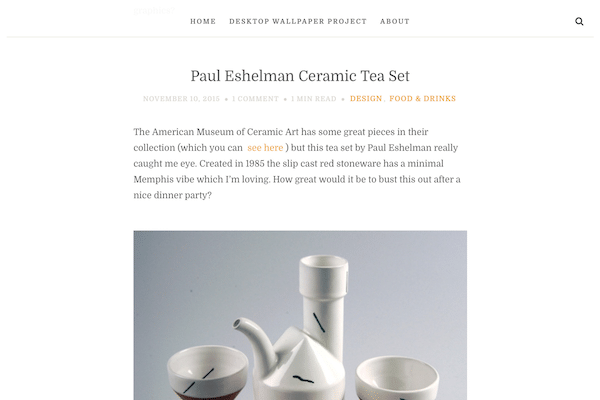 HOME DESKTOP WALLPAPER PROJECT ABOUT
Paul Eshelman Ceramic Tea Set
NOVEMBER 10, 2015 • 1 COMMENT • 1 MIN READ • DESIGN, FOOD & DRINKS
The American Museum of Ceramic Art has some great pieces in their
collection (which you can see here ) but this tea set by Paul Eshelman really
caught me eye. Created in 1985 the slip cast red stoneware has a minimal
Memphis vibe which I'm loving. How great would it be to bust this out after a
nice dinner party?